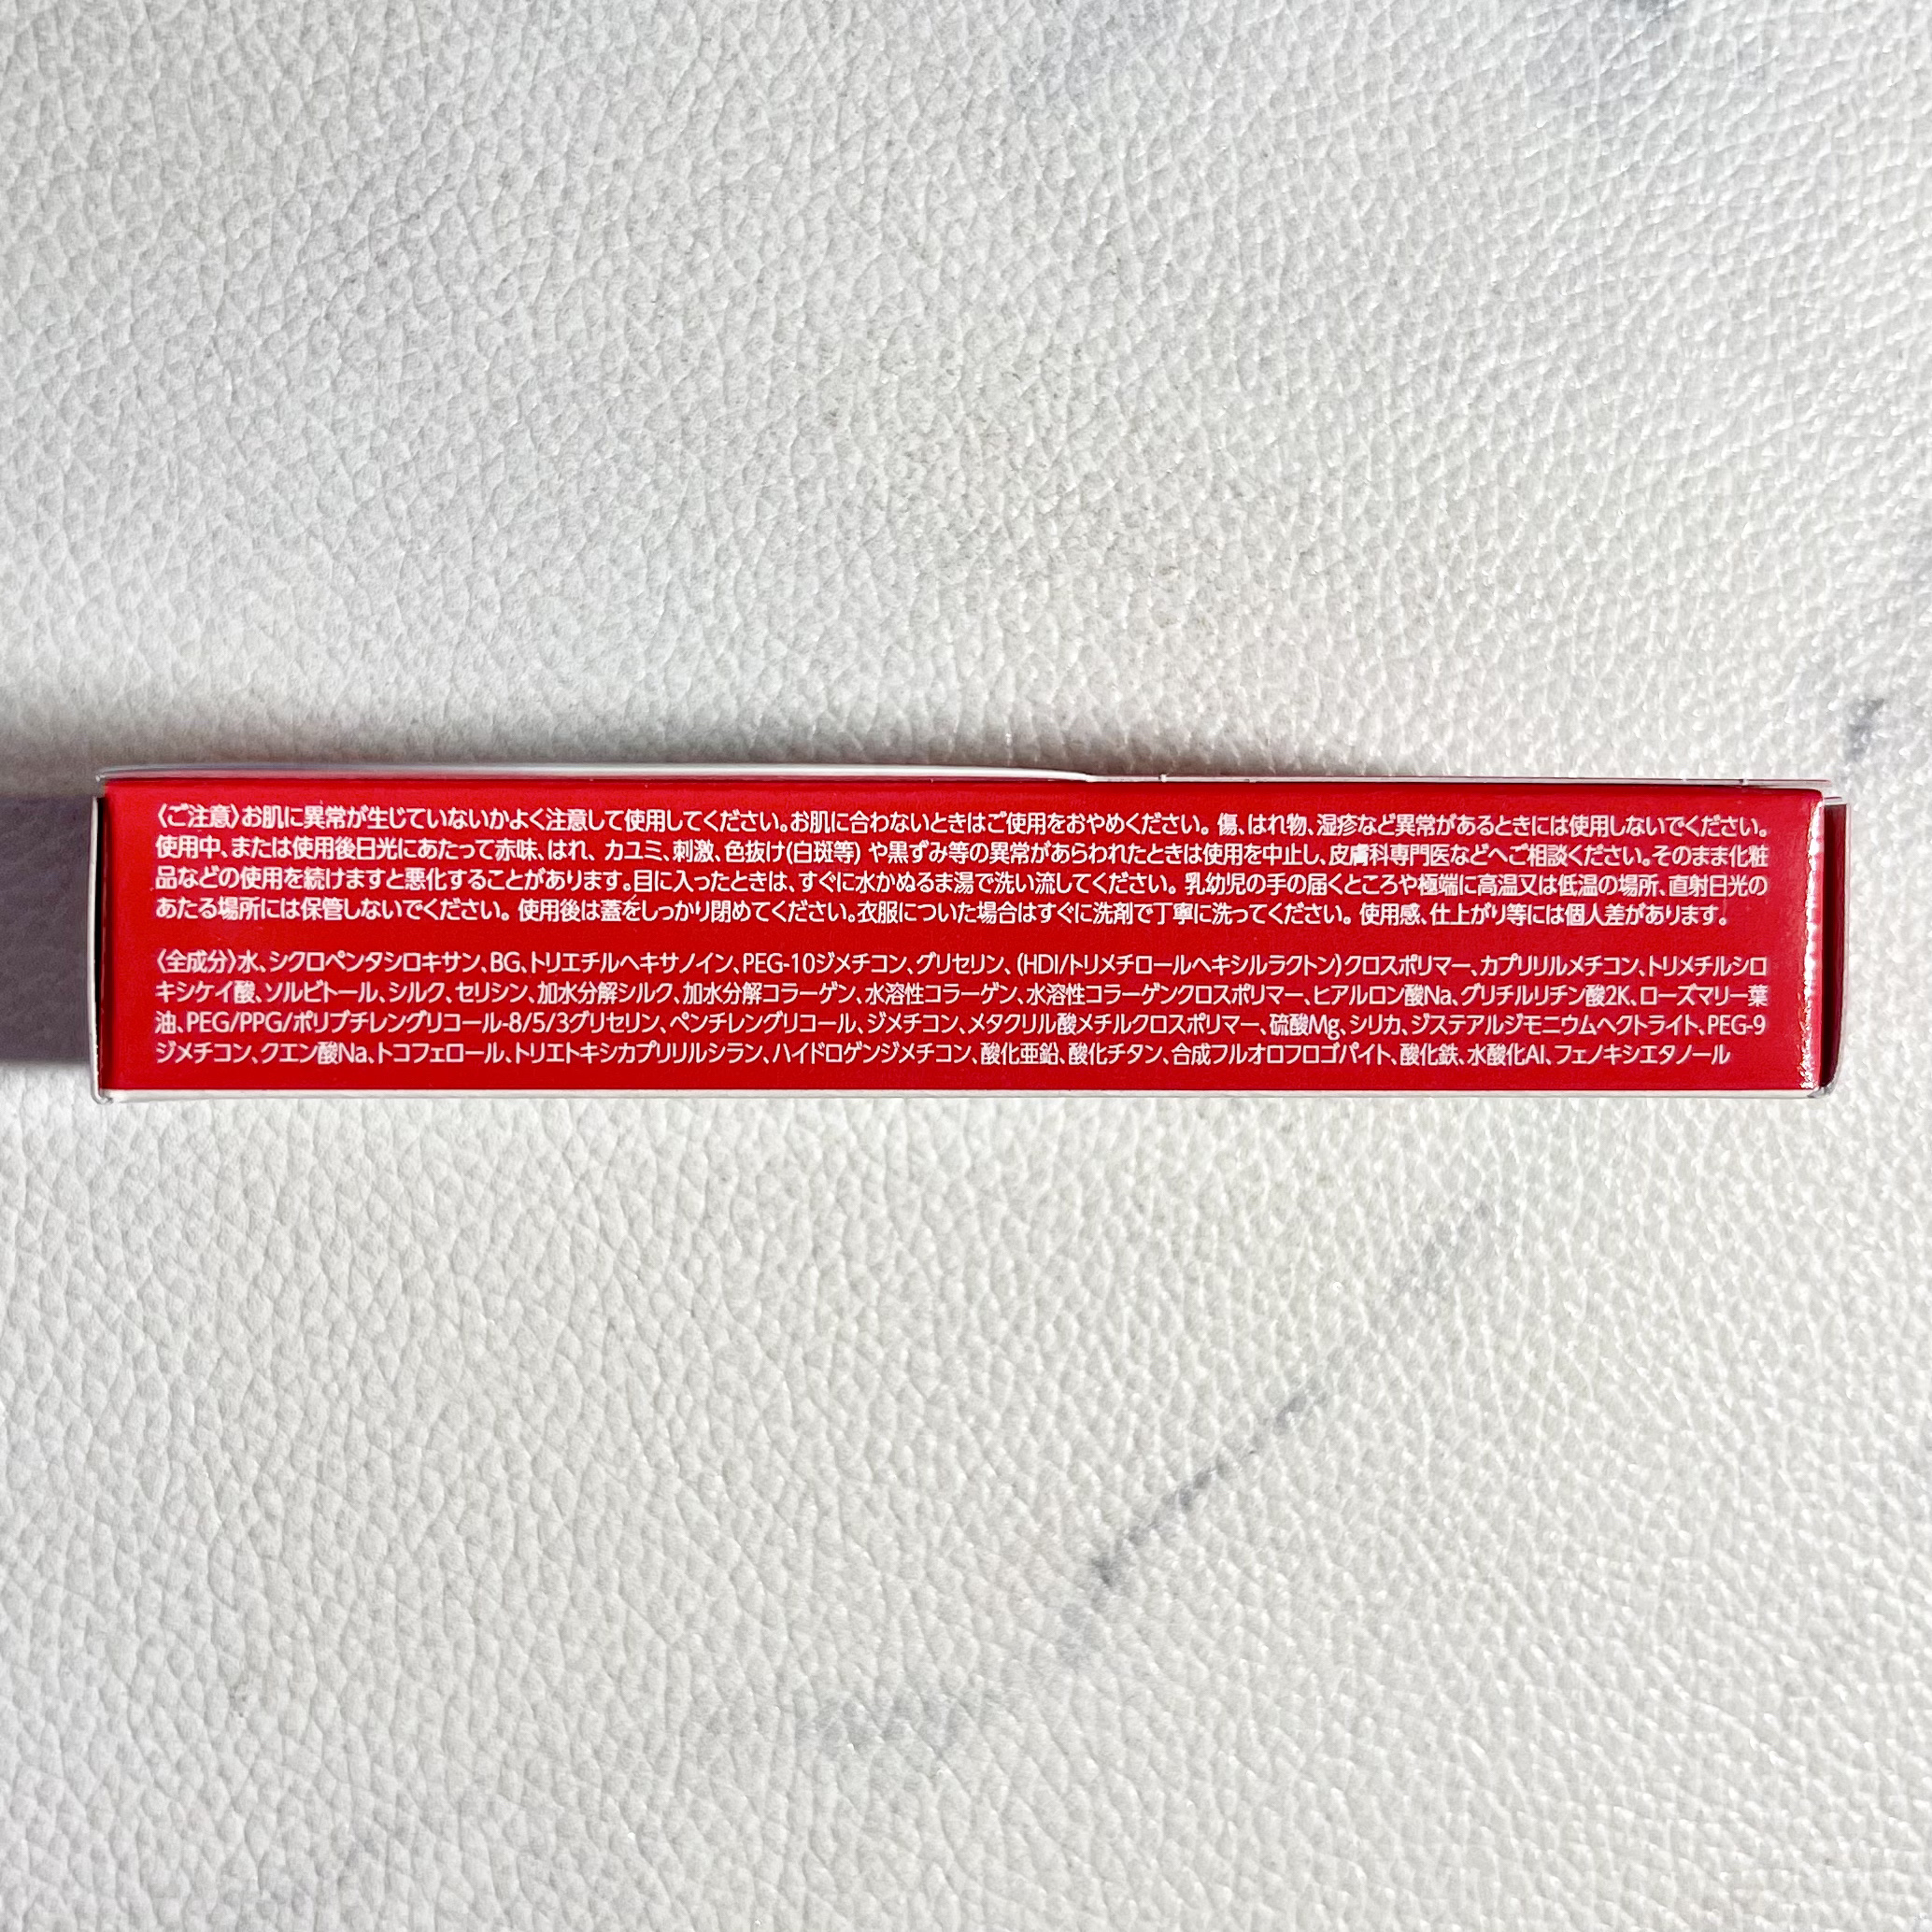 〈ご注意〉お肌に異常が生じていないかよく注意して使用してください。お肌に合わないときはご使用をおやめください。傷、はれ物、湿疹など異常があるときには使用しないでください。
使用中、または使用後日光にあたって赤味、はれ、カユミ、刺激、色抜け(白斑等)や黒ずみ等の異常があらわれたときは使用を中止し、皮膚科専門医などへご相談ください。そのまま化粧
品などの使用を続けますと悪化することがあります。目に入ったときは、すぐに水かぬるま湯で洗い流してください。乳幼児の手の届くところや極端に高温又は低温の場所、直射日光の
あたる場所には保管しないでください。使用後は蓋をしっかり閉めてください。衣服についた場合はすぐに洗剤で丁寧に洗ってください。使用感、仕上がり等には個人差があります。
〈全成分〉水、シクロペンタシロキサン、BG、トリエチルヘキサノイン、PEG-10ジメチコン、グリセリン、(HDI/トリメチロールヘキシルラクトン)クロスポリマー、カプリリルメチコン、トリメチルシロ
キシケイ酸、ソルビトール、シルク、セリシン、加水分解シルク、加水分解コラーゲン、水溶性コラーゲン、水溶性コラーゲンクロスポリマー、ヒアルロン酸Na、グリチルリチン酸2K、ローズマリー葉
油、PEG/PPG/ポリブチレングリコール-8/5/3グリセリン、ペンチレングリコール、ジメチコン、メタクリル酸メチルクロスポリマー、硫酸Mg、シリカ、ジステアルジモニウムヘクトライト、PEG-9
ジメチコン、クエン酸Na、トコフェロール、トリエトキシカプリリルシラン、ハイドロゲンジメチコン、酸化亜鉛、酸化チタン、合成フルオロフロゴパイト、酸化鉄、水酸化Al、フェノキシエタノール